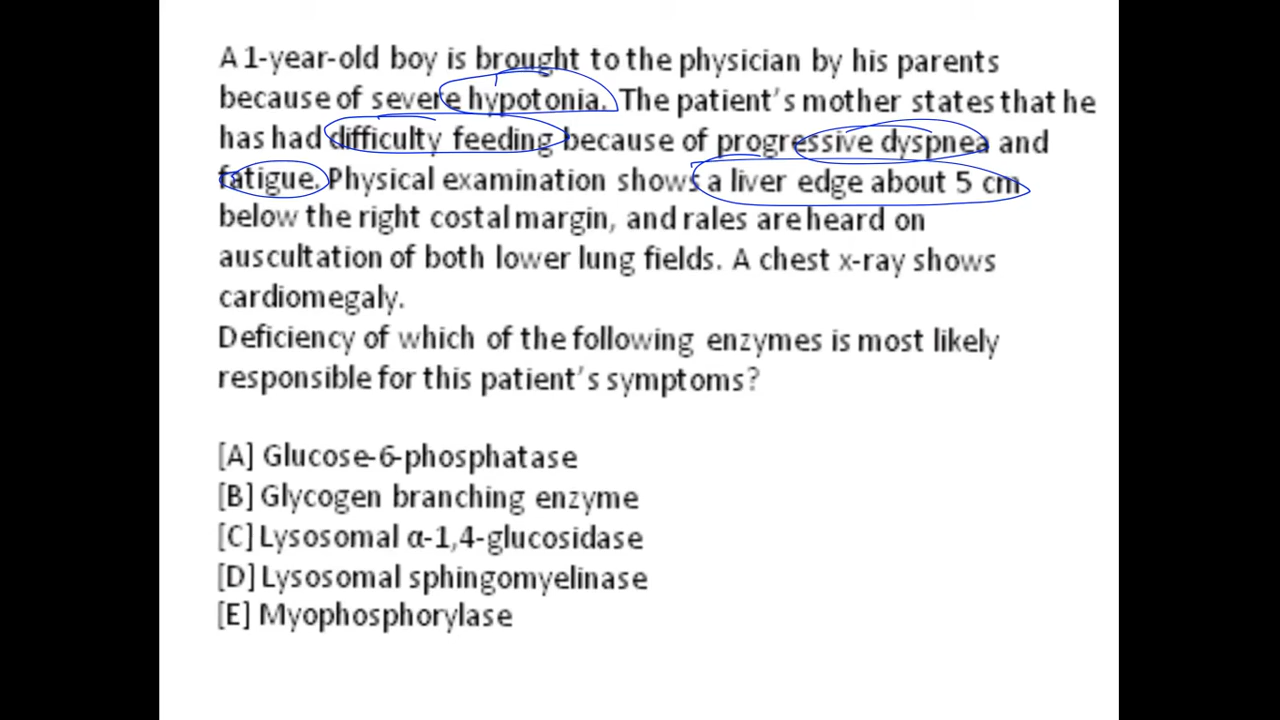 A 1-year-old boy is brought to the physician by his parents
because of severe hypotonia. The patient's mother states that he
has had difficulty feeding because of progressive dyspnea and
fatigue. Physical examination shows a liver edge about 5 cm
below the right costal margin, and rales are heard on
auscultation of both lower lung fields. A chest x-ray shows
cardiomegaly.
Deficiency of which of the following enzymes is most likely
responsible for this patient's symptoms?
[A] Glucose-6-phosphatase
[B] Glycogen branching enzyme
[C] Lysosomal α-1,4-glucosidase
[D] Lysosomal sphingomyelinase
[E] Myophosphorylase